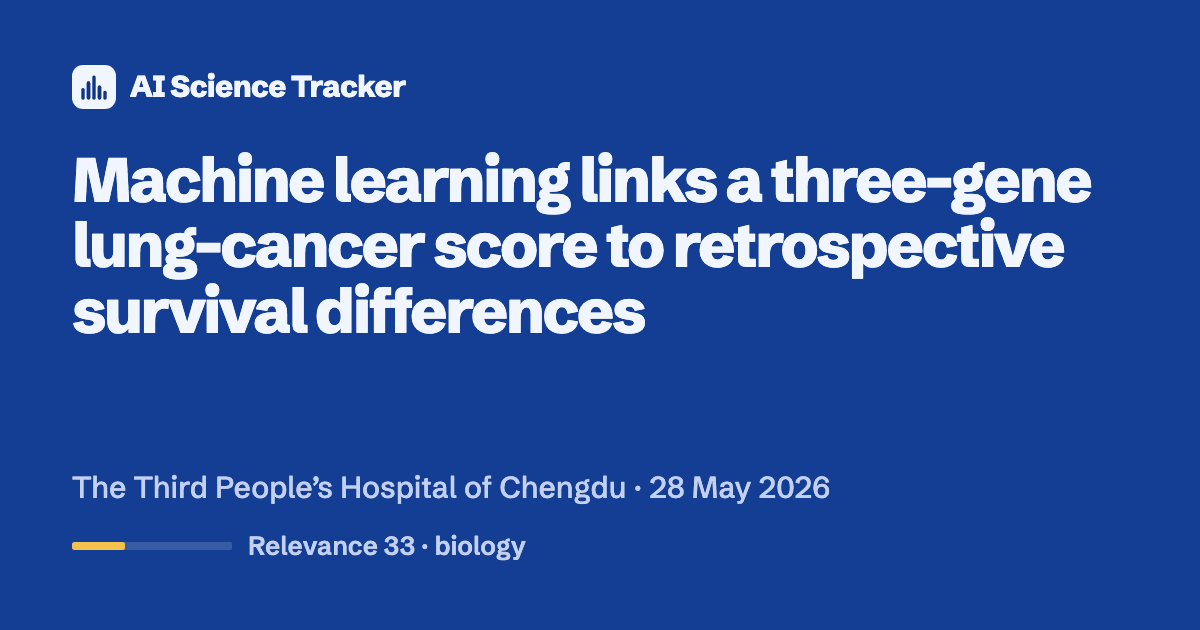 AI Science Tracker
Machine learning links a three-gene
lung-cancer score to retrospective
survival differences
The Third People’s Hospital of Chengdu · 28 May 2026
Relevance 33 · biology